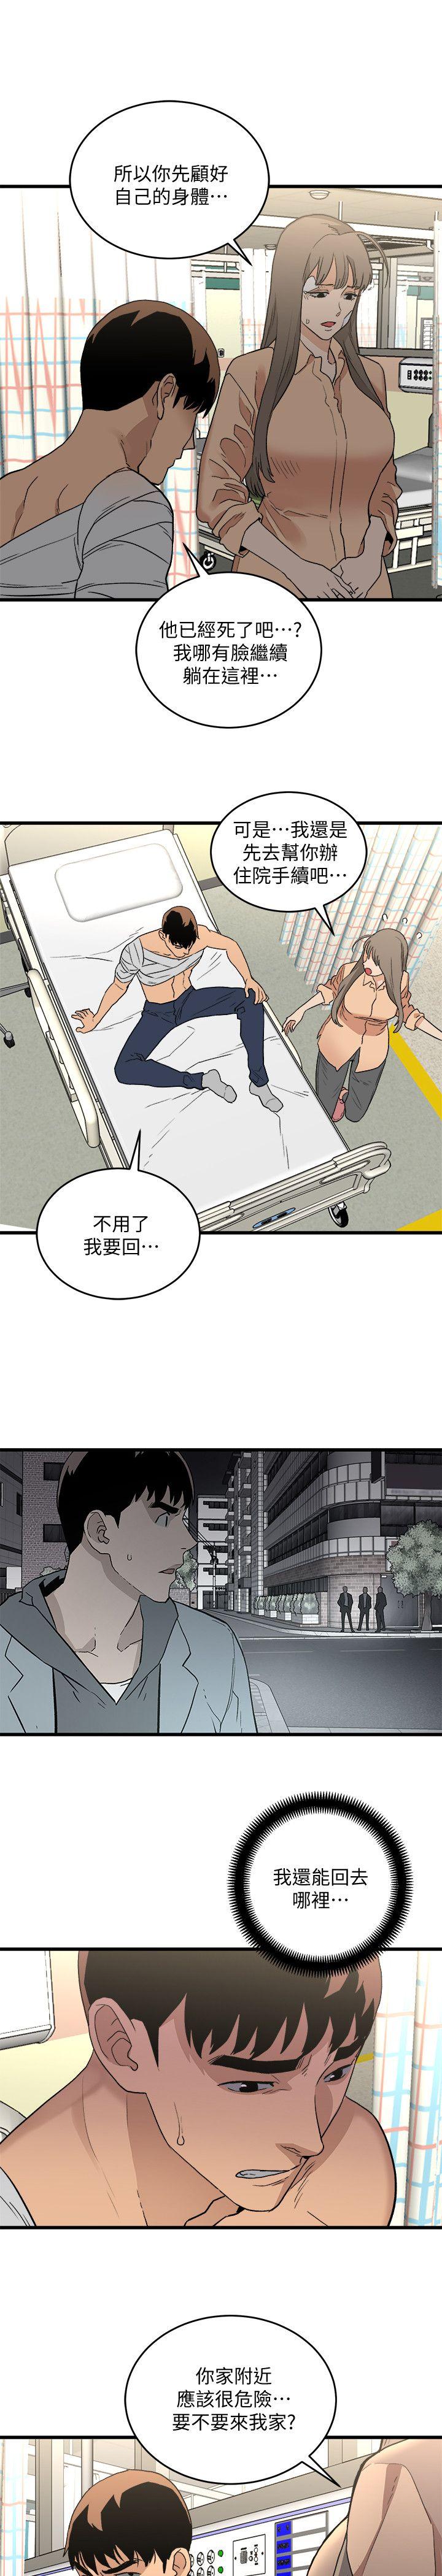 所以你先顧好
自己的身體…
他已經死了吧…?
我哪有臉繼續
躺在這裡…
可是…我還是
先去幫你辦
住院手續吧…
不用了
我要回…
我還能回去
哪裡…
你家附近
應該很危險…
要不要來我家?